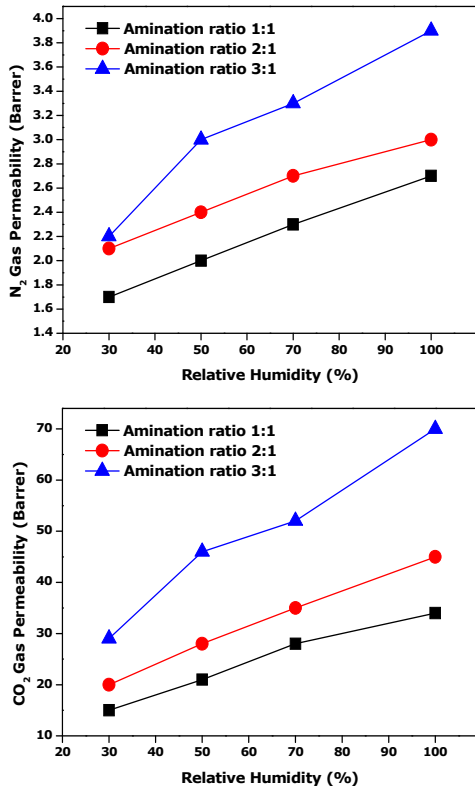 Amination ratio 1:1
Amination ratio 2:1
Amination ratio 3:1
N2 Gas Permeability (Barrer)
4.0
3.8
3.6
3.4
3.2
3.0
2.8
2.6
2.4
2.2
2.0
1.8
1.6
1.4
20 30 40 50 60 70 80 90 100 110
Relative Humidity (%)
Amination ratio 1:1
Amination ratio 2:1
Amination ratio 3:1
CO2 Gas Permeability (Barrer)
70
60
50
40
30
20
10
20 30 40 50 60 70 80 90 100 110
Relative Humidity (%)